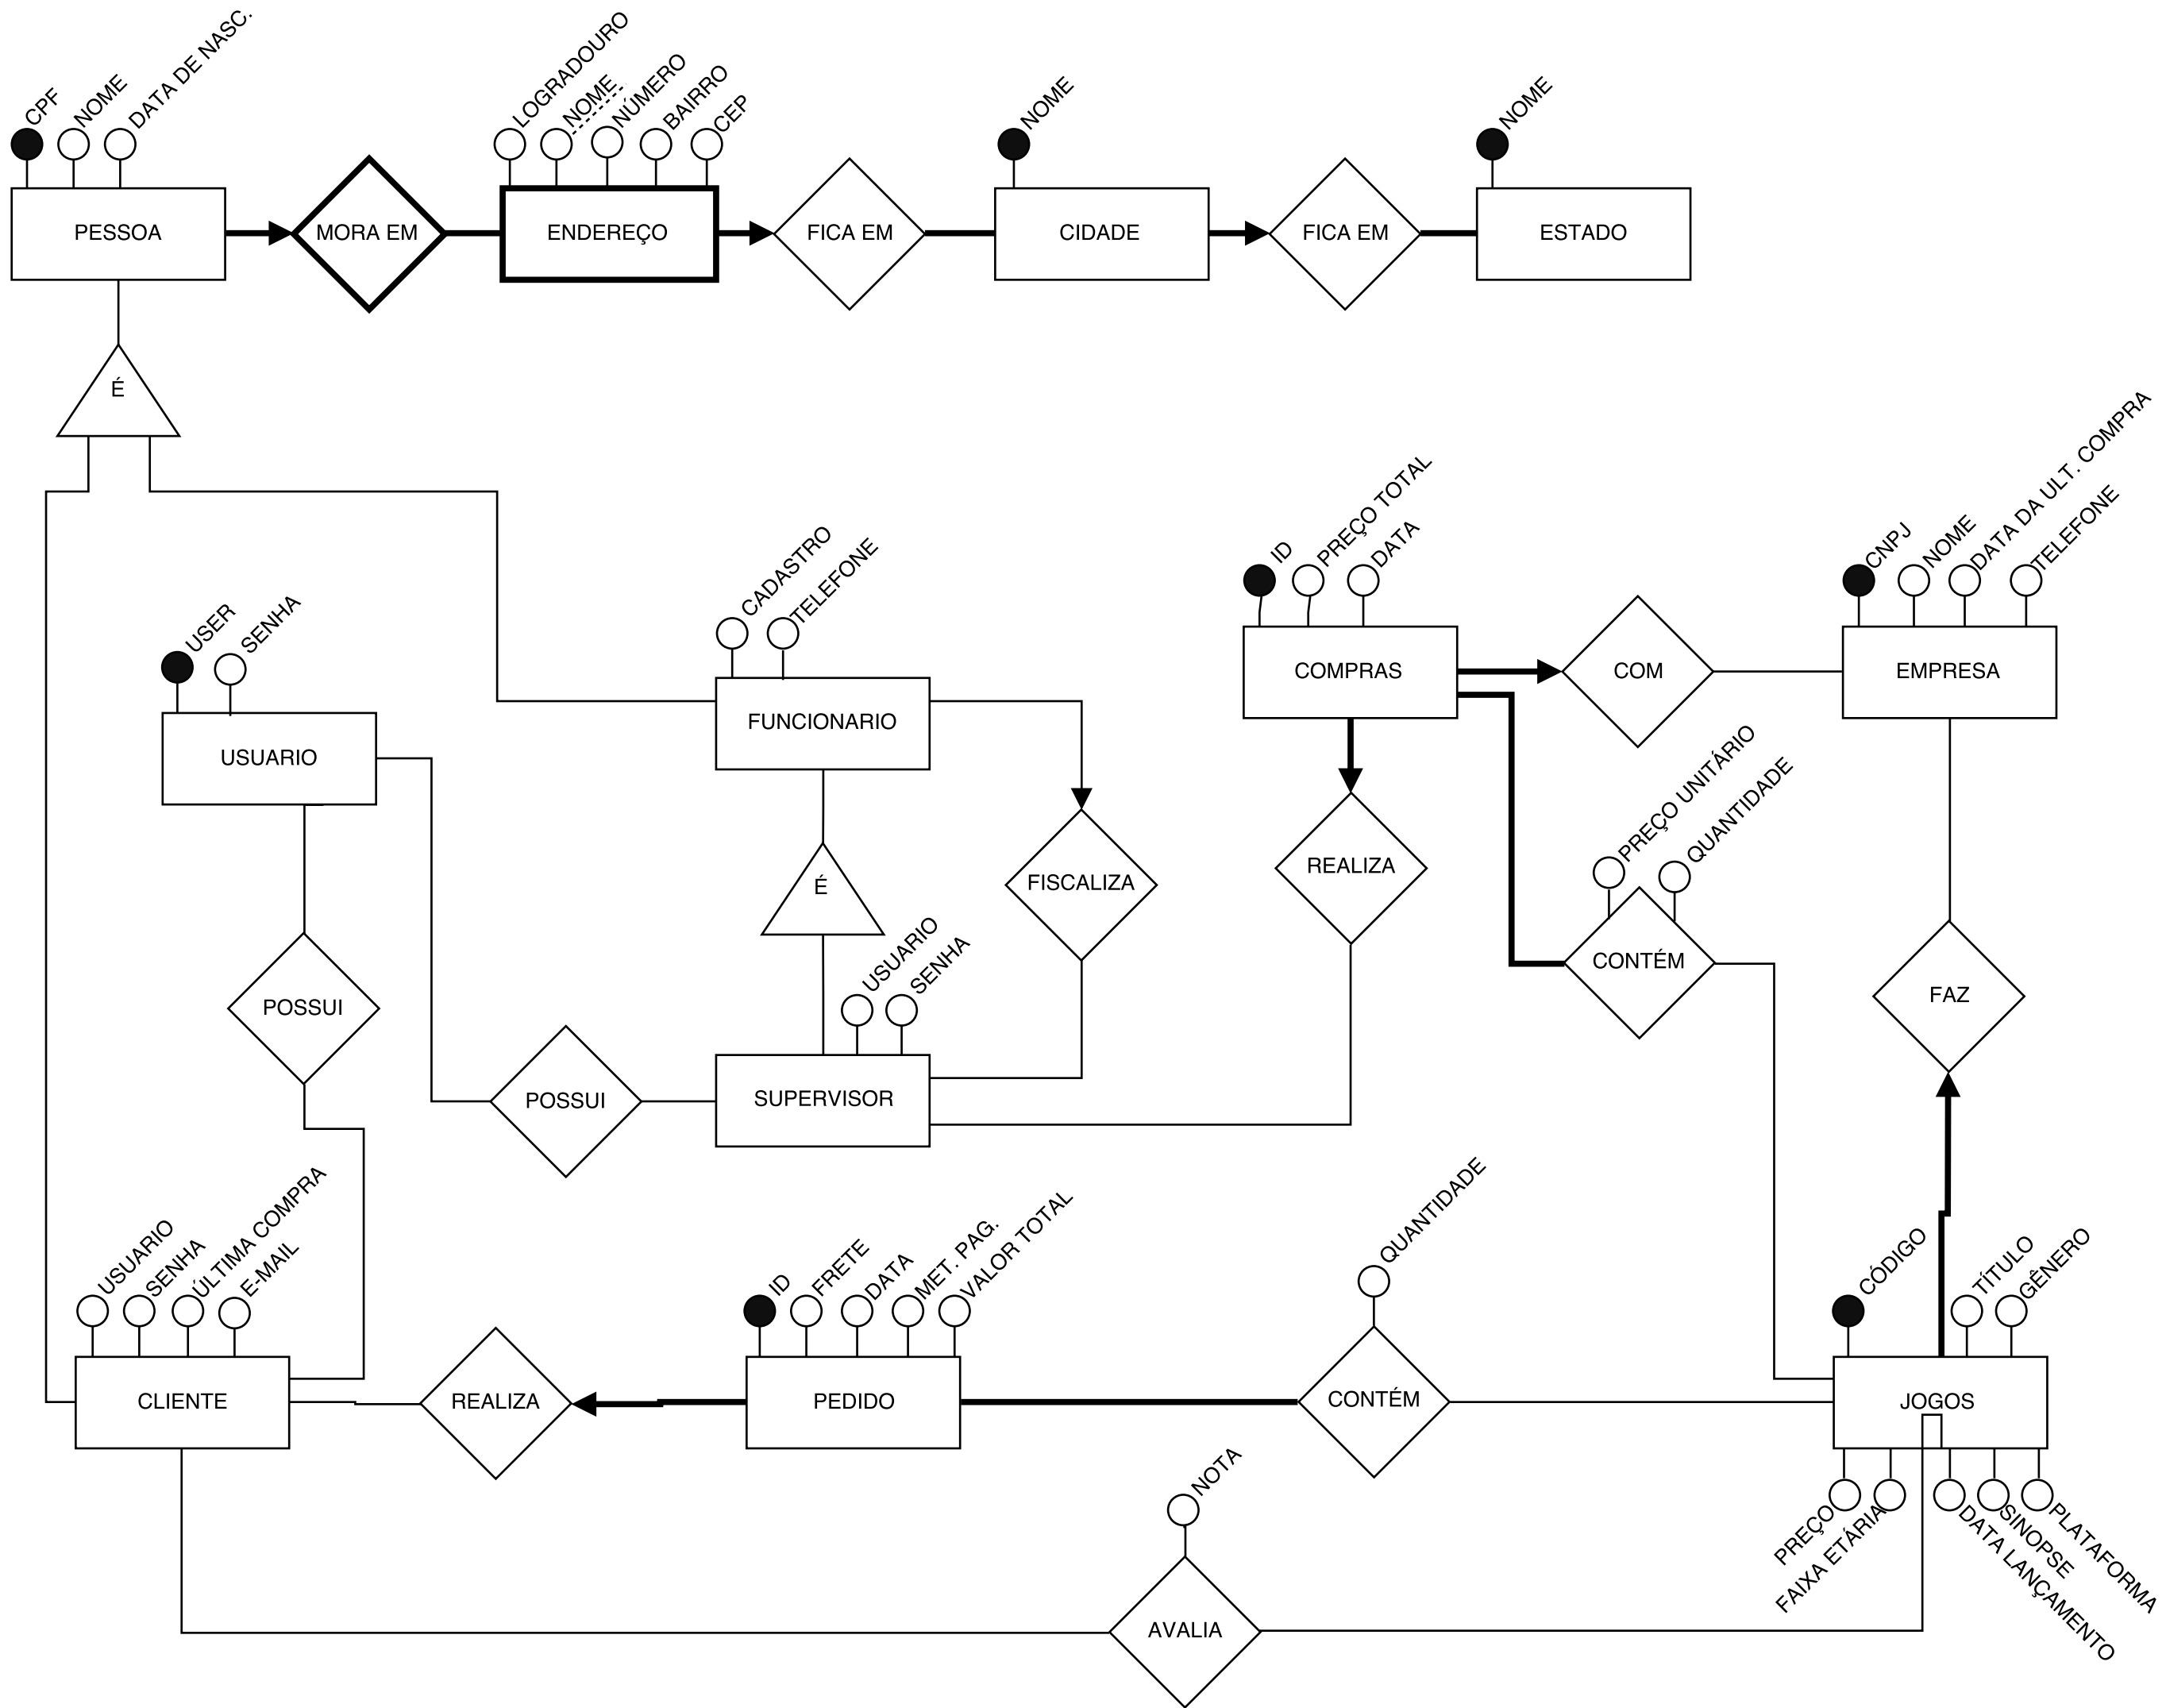 CPF
NOME
DATA DE NASC.
LOGRADOURO
NOME
NÚMERO
BAIRRO
CEP
NOME
NOME
PESSOA
MORA EM
ENDEREÇO
FICA EM
CIDADE
FICA EM
ESTADO
É
CADASTRO
TELEFONE
ID
PREÇO TOTAL
DATA
CNPJ
NOME
DATA DA ULT. COMPRA
TELEFONE
USER
SENHA
COMPRAS
COM
EMPRESA
FUNCIONARIO
USUARIO
PREÇO UNITÁRIO
QUANTIDADE
REALIZA
É
FISCALIZA
USUARIO
SENHA
CONTÉM
FAZ
POSSUI
POSSUI
SUPERVISOR
USUARIO
SENHA
ÚLTIMA COMPRA
E-MAIL
ID
FRETE
DATA
MET. PAG.
VALOR TOTAL
QUANTIDADE
CÓDIGO
TÍTULO
GÊNERO
CLIENTE
REALIZA
PEDIDO
CONTÉM
JOGOS
NOTA
PREÇO
FAIXA ETÁRIA
DATA LANÇAMENTO
SINOPSE
PLATAFORMA
AVALIA